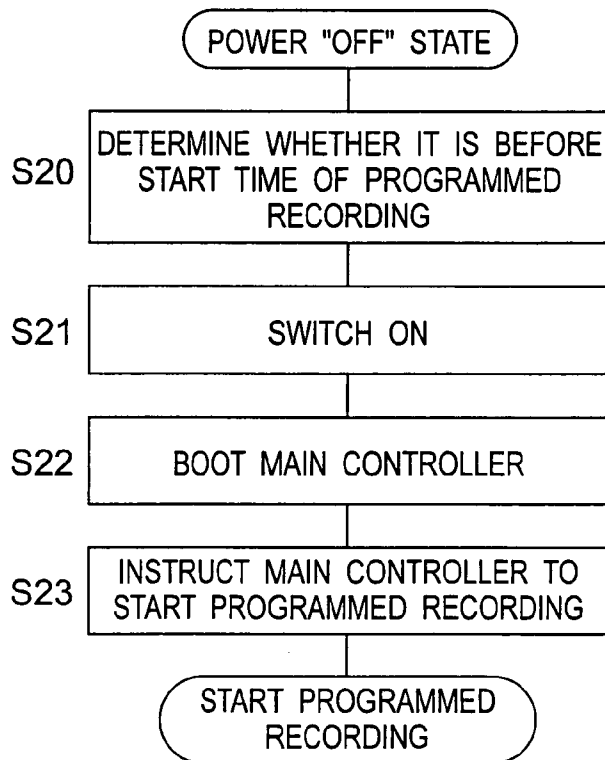 POWER "OFF" STATE
S20
DETERMINE WHETHER IT IS BEFORE
START TIME OF PROGRAMMED
RECORDING
S21
SWITCH ON
S22
BOOT MAIN CONTROLLER
S23
INSTRUCT MAIN CONTROLLER TO
START PROGRAMMED RECORDING
START PROGRAMMED
RECORDING